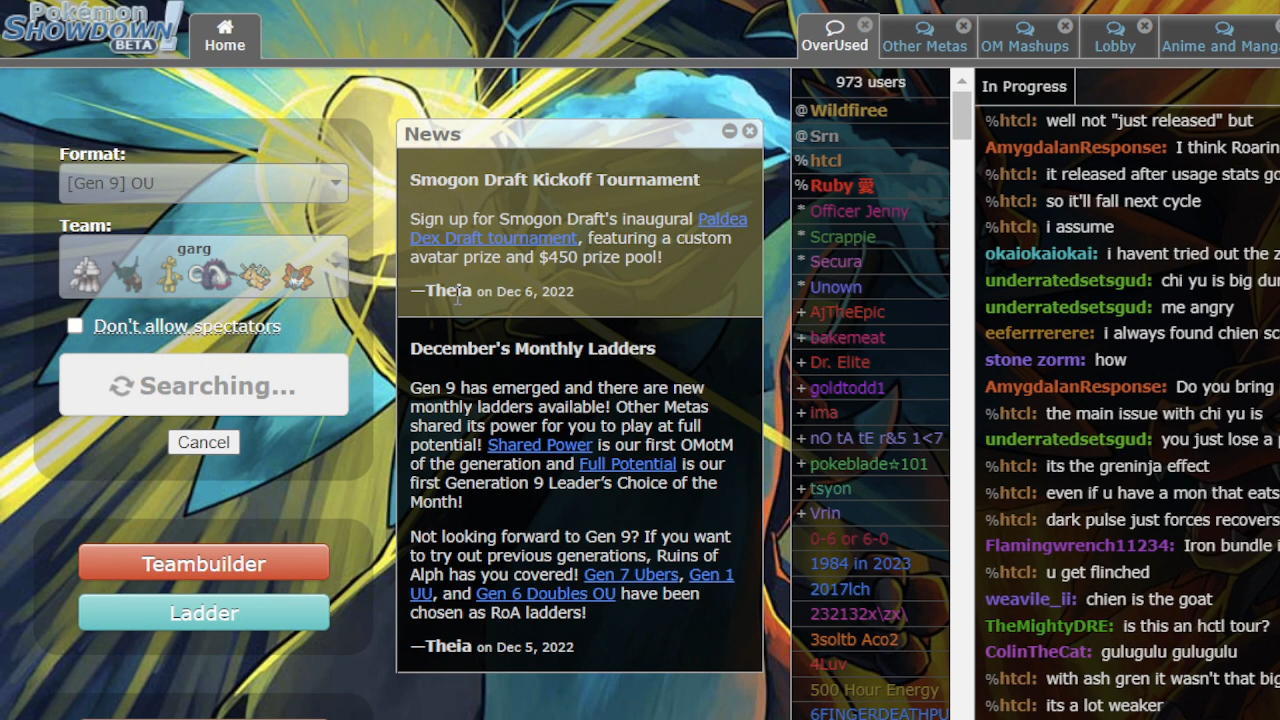 Pokémon
SHOWDOWN!
BETA
Home
OverUsed
Other Metas
OM Mashups
Lobby
Anime and Mang
Format:
[Gen 9] OU
Team:
garg
Don't allow spectators
Searching...
Cancel
Teambuilder
Ladder
News
Smogon Draft Kickoff Tournament
Sign up for Smogon Draft's inaugural Paldea
Dex Draft tournament, featuring a custom
avatar prize and $450 prize pool!
—Theia on Dec 6, 2022
December's Monthly Ladders
Gen 9 has emerged and there are new
monthly ladders available! Other Metas
shared its power for you to play at full
potential! Shared Power is our first OMotM
of the generation and Full Potential is our
first Generation 9 Leader’s Choice of the
Month!
Not looking forward to Gen 9? If you want
to try out previous generations, Ruins of
Alph has you covered! Gen 7 Ubers, Gen 1
UU, and Gen 6 Doubles OU have been
chosen as RoA ladders!
—Theia on Dec 5, 2022
973 users
@Wildfiree
@Srn
%htcl
%Ruby 愛
* Officer Jenny
* Scrappie
* Secura
* Unown
+AjTheEpic
+bakemeat
+Dr. Elite
+goldtodd1
+ima
+nO tA tE r&5 1<7
+pokeblade☆101
+tsyon
+Vrin
0-6 or 6-0
1984 in 2023
2017lch
232132x\zx\
3soltb Aco2
4Luv
500 Hour Energy
6FINGERDEATHPU
In Progress
%htcl: well not "just released" but
AmygdalanResponse: I think Roarin
%htcl: it released after usage stats go
%htcl: so it'll fall next cycle
%htcl: i assume
okaiokaiokai: i havent tried out the z
underratedsetsgud: chi yu is big dum
underratedsetsgud: me angry
eeferrrerere: i always found chien sc
stone zorm: how
AmygdalanResponse: Do you bring
%htcl: the main issue with chi yu is
underratedsetsgud: you just lose a p
%htcl: its the greninja effect
%htcl: even if u have a mon that eats
%htcl: dark pulse just forces recovers
Flamingwrench11234: Iron bundle i
%htcl: u get flinched
weavile_ii: chien is the goat
TheMightyDRE: is this an hctl tour?
ColinTheCat: gulugulu gulugulu
%htcl: with ash gren it wasn't that big
%htcl: its a lot weaker